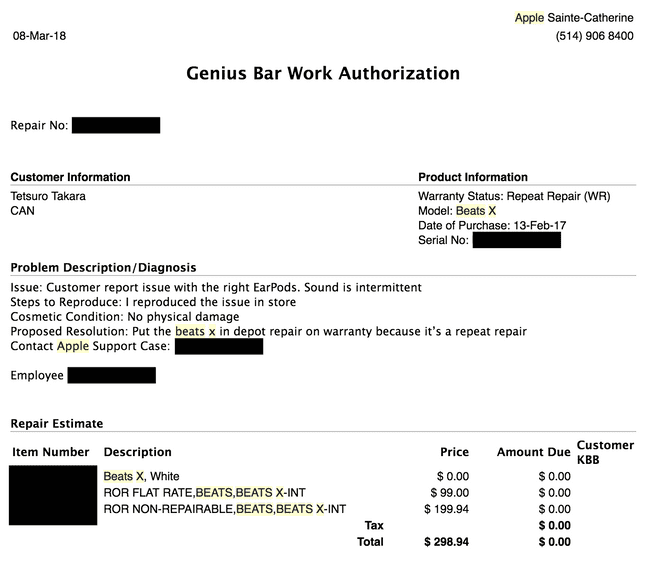 Apple Sainte-Catherine
08-Mar-18 (514) 906 8400
Genius Bar Work Authorization
Repair No:
Customer Information Product Information
Tetsuro Takara Warranty Status: Repeat Repair (WR)
CAN Model: Beats X
Date of Purchase: 13-Feb-17
Serial No:
Problem Description/Diagnosis
Issue: Customer report issue with the right EarPods. Sound is intermittent
Steps to Reproduce: I reproduced the issue in store
Cosmetic Condition: No physical damage
Proposed Resolution: Put the beats x in depot repair on warranty because it's a repeat repair
Contact Apple Support Case:
Employee
Repair Estimate
Item Number Description Price Amount Due Customer KBB
Beats X, White $ 0.00 $ 0.00
ROR FLAT RATE,BEATS,BEATS X-INT $ 99.00 $ 0.00
ROR NON-REPAIRABLE,BEATS,BEATS X-INT $ 199.94 $ 0.00
Tax $ 0.00
Total $ 298.94 $ 0.00